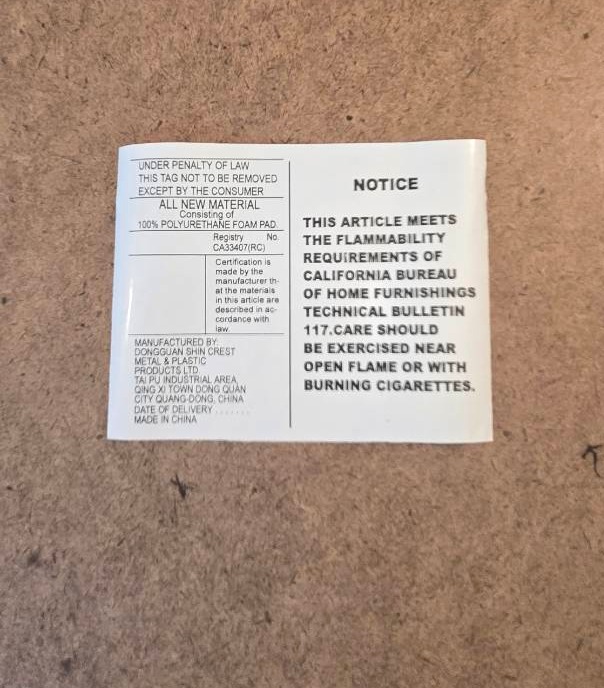 UNDER PENALTY OF LAW
THIS TAG NOT TO BE REMOVED
EXCEPT BY THE CONSUMER
ALL NEW MATERIAL
Consisting of
100% POLYURETHANE FOAM PAD.
Registry No.
CA33407(RC)
Certification is
made by the
manufacturer th-
at the materials
in this article are
described in ac-
cordance with
law.
MANUFACTURED BY:
DONGGUAN SHIN CREST
METAL & PLASTIC
PRODUCTS LTD.
TAI PU INDUSTRIAL AREA,
QING XI TOWN DONG QUAN
CITY QUANG-DONG, CHINA
DATE OF DELIVERY .......
MADE IN CHINA
NOTICE
THIS ARTICLE MEETS
THE FLAMMABILITY
REQUIREMENTS OF
CALIFORNIA BUREAU
OF HOME FURNISHINGS
TECHNICAL BULLETIN
117.CARE SHOULD
BE EXERCISED NEAR
OPEN FLAME OR WITH
BURNING CIGARETTES.